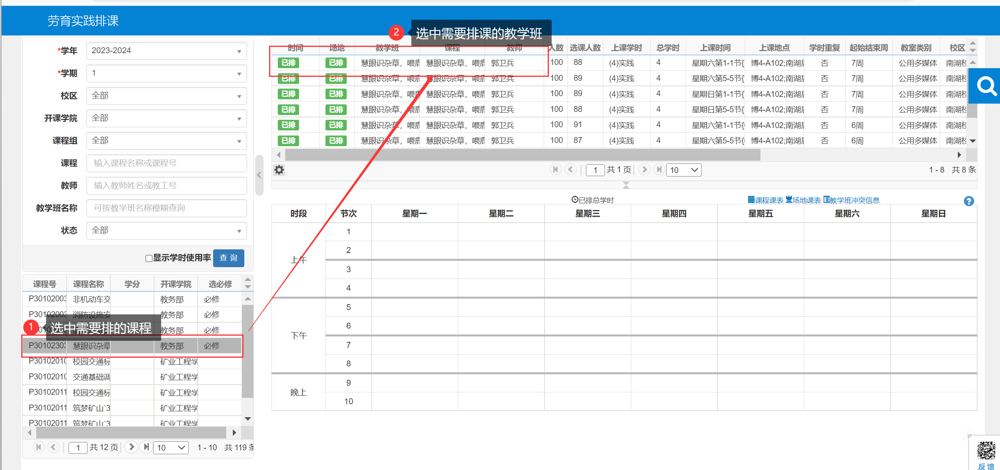 劳育实践排课
2 选中需要排课的教学班
*学年 2023-2024
*学期 1
校区 全部
开课学院 全部
课程组 全部
课程 输入课程名称或课程号
教师 输入教师姓名或教工号
教学班名称 可按教学班名称模糊查询
状态 全部
显示学时使用率 查 询
课程号 课程名称 学分 开课学院 选必修
P30102003 非机动车交 教务部 必修
P30102003 消防设施安 教务部 必修
1 选中需要排的课程
教务部 必修
P30102303 慧眼识杂草 教务部 必修
P30102010 校园交通标 矿业工程学
P30102010 交通基础调 矿业工程学
P30102011 校园交通标 矿业工程学
P30102011 筑梦矿山˙3 矿业工程学
P30102011 筑梦矿山˙3 矿业工程学
1 共 12 页 10 1 - 10 共 119 条
时间 场地 教学班 课程 教师 人数 选课人数 上课学时 总学时 上课时间 上课地点 学时重复 起始结束周 教室类别 校区
已排 已排 慧眼识杂草，喂鹿 慧眼识杂草，喂鹿 郭卫兵 100 88 (4)实践 4 星期六第1-1节{ 博4-A102;南湖 否 7周 公用多媒体 南湖校
已排 已排 慧眼识杂草，喂鹿 慧眼识杂草，喂鹿 郭卫兵 100 89 (4)实践 4 星期六第5-5节{ 博4-A102;南湖 否 7周 公用多媒体 南湖校
已排 已排 慧眼识杂草，喂鹿 慧眼识杂草，喂鹿 郭卫兵 100 89 (4)实践 4 星期日第1-1节{ 博4-A102;南湖 否 7周 公用多媒体 南湖校
已排 已排 慧眼识杂草，喂鹿 慧眼识杂草，喂鹿 郭卫兵 100 88 (4)实践 4 星期日第5-5节{ 博4-A102;南湖 否 7周 公用多媒体 南湖校
已排 已排 慧眼识杂草，喂鹿 慧眼识杂草，喂鹿 郭卫兵 100 91 (4)实践 4 星期六第1-1节{ 博4-A102;南湖 否 6周 公用多媒体 南湖校
已排 已排 慧眼识杂草，喂鹿 慧眼识杂草，喂鹿 郭卫兵 100 87 (4)实践 4 星期六第5-5节{ 博4-A102;南湖 否 6周 公用多媒体 南湖校
1 共 1 页 10 1 - 8 共 8 条
已排总学时 课程课表 场地课表 教学班冲突信息 ?
时段 节次 星期一 星期二 星期三 星期四 星期五 星期六 星期日
上午
1
2
3
4
下午
5
6
7
8
晚上
9
10
反 馈